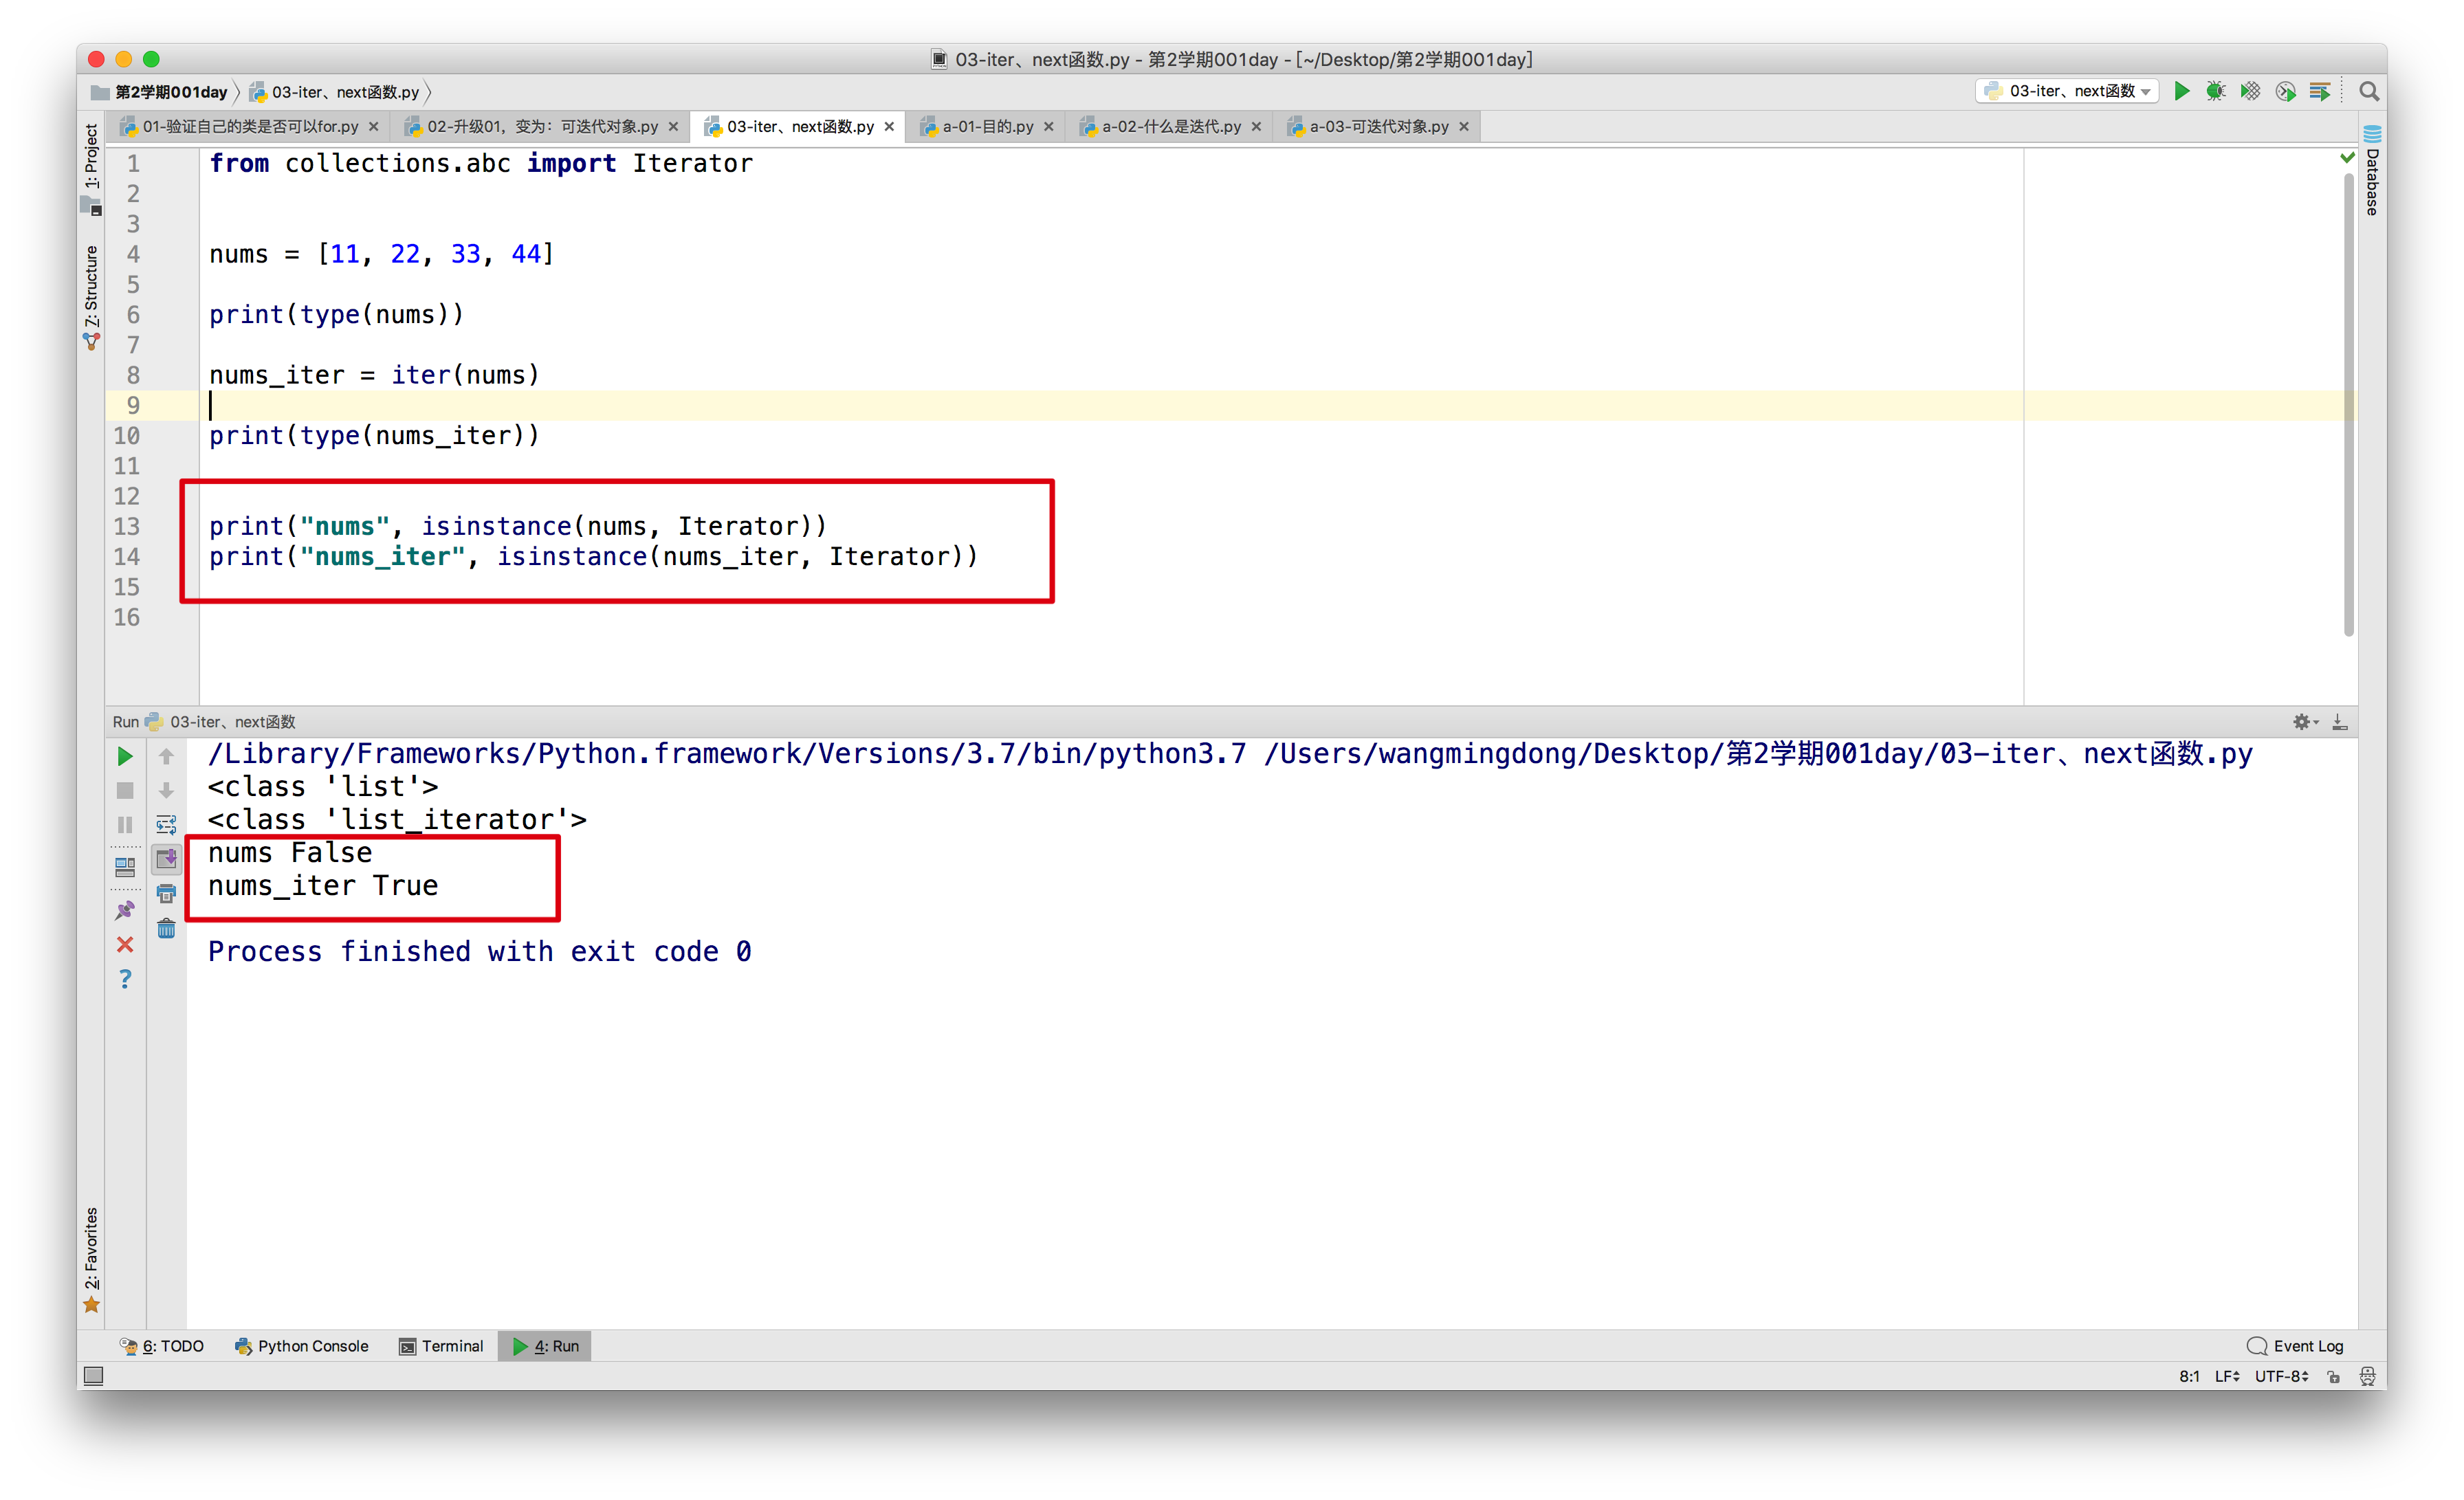 03-iter、next函数.py - 第2学期001day - [~/Desktop/第2学期001day]
第2学期001day 03-iter、next函数.py 03-iter、next函数
01-验证自己的类是否可以for.py 02-升级01，变为：可迭代对象.py 03-iter、next函数.py a-01-目的.py a-02-什么是迭代.py a-03-可迭代对象.py
1: Project
7: Structure
2: Favorites
Database
1 from collections.abc import Iterator
2
3
4 nums = [11, 22, 33, 44]
5
6 print(type(nums))
7
8 nums_iter = iter(nums)
9
10 print(type(nums_iter))
11
12
13 print("nums", isinstance(nums, Iterator))
14 print("nums_iter", isinstance(nums_iter, Iterator))
15
16
Run 03-iter、next函数
/Library/Frameworks/Python.framework/Versions/3.7/bin/python3.7 /Users/wangmingdong/Desktop/第2学期001day/03-iter、next函数.py
<class 'list'>
<class 'list_iterator'>
nums False
nums_iter True
Process finished with exit code 0
6: TODO Python Console Terminal 4: Run Event Log
8:1 LF UTF-8